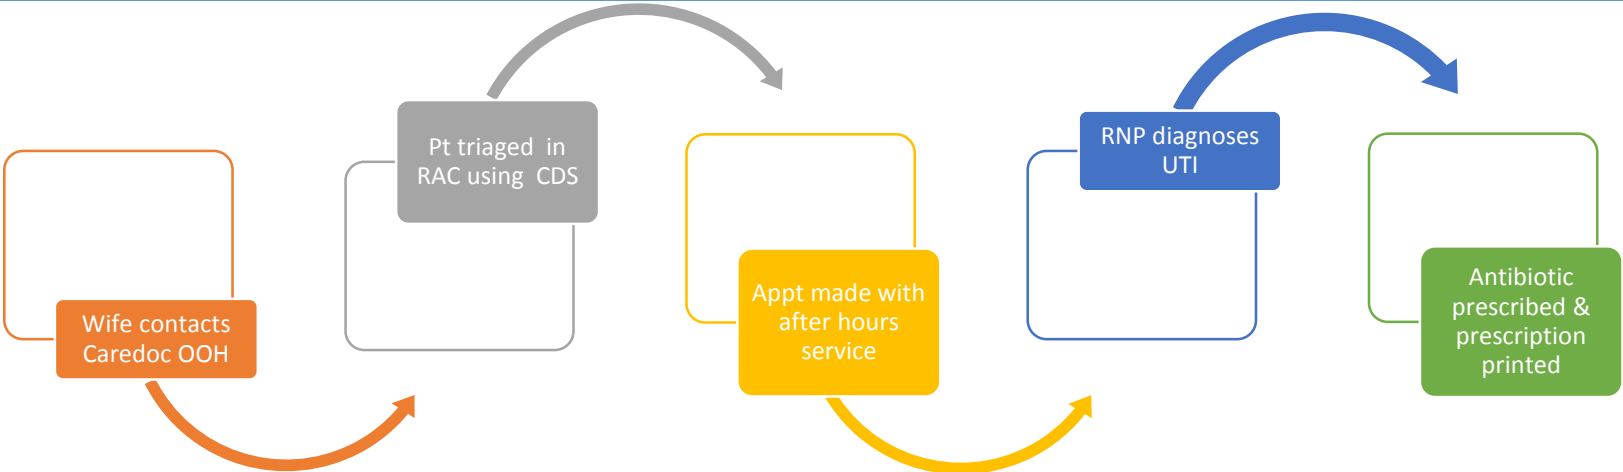 Wife contacts
Caredoc OOH
Pt triaged in
RAC using CDS
Appt made with
after hours
service
RNP diagnoses
UTI
Antibiotic
prescribed &
prescription
printed